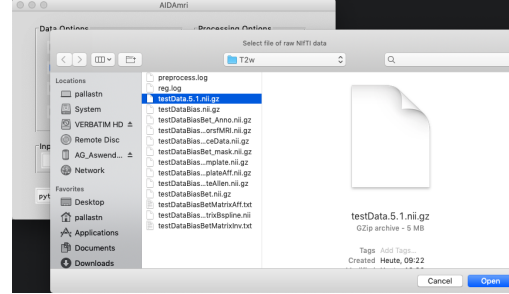 AIDAmri
Data Options
Processing Options
Select file of raw NIfTI data
T2w
Q
Locations
pallastn
System
VERBATIM HD
Remote Disc
AG_Aswend...
Network
Favorites
Desktop
pallastn
Applications
Documents
Downloads
preprocess.log
reg.log
testData.5.1.nii.gz
testDataBias.nii.gz
testDataBiasBet_Anno.nii.gz
testDataBias...orsfMRI.nii.gz
testDataBias...ceData.nii.gz
testDataBiasBet_mask.nii.gz
testDataBias...mplate.nii.gz
testDataBias...plateAff.nii.gz
testDataBias...teAllen.nii.gz
testDataBiasBet.nii.gz
testDataBiasBetMatrixAff.txt
testDataBias...trixBspline.nii
testDataBiasBetMatrixInv.txt
testData.5.1.nii.gz
GZip archive - 5 MB
Tags Add Tags...
Created Heute, 09:22
Inp
pyt
Cancel
Open